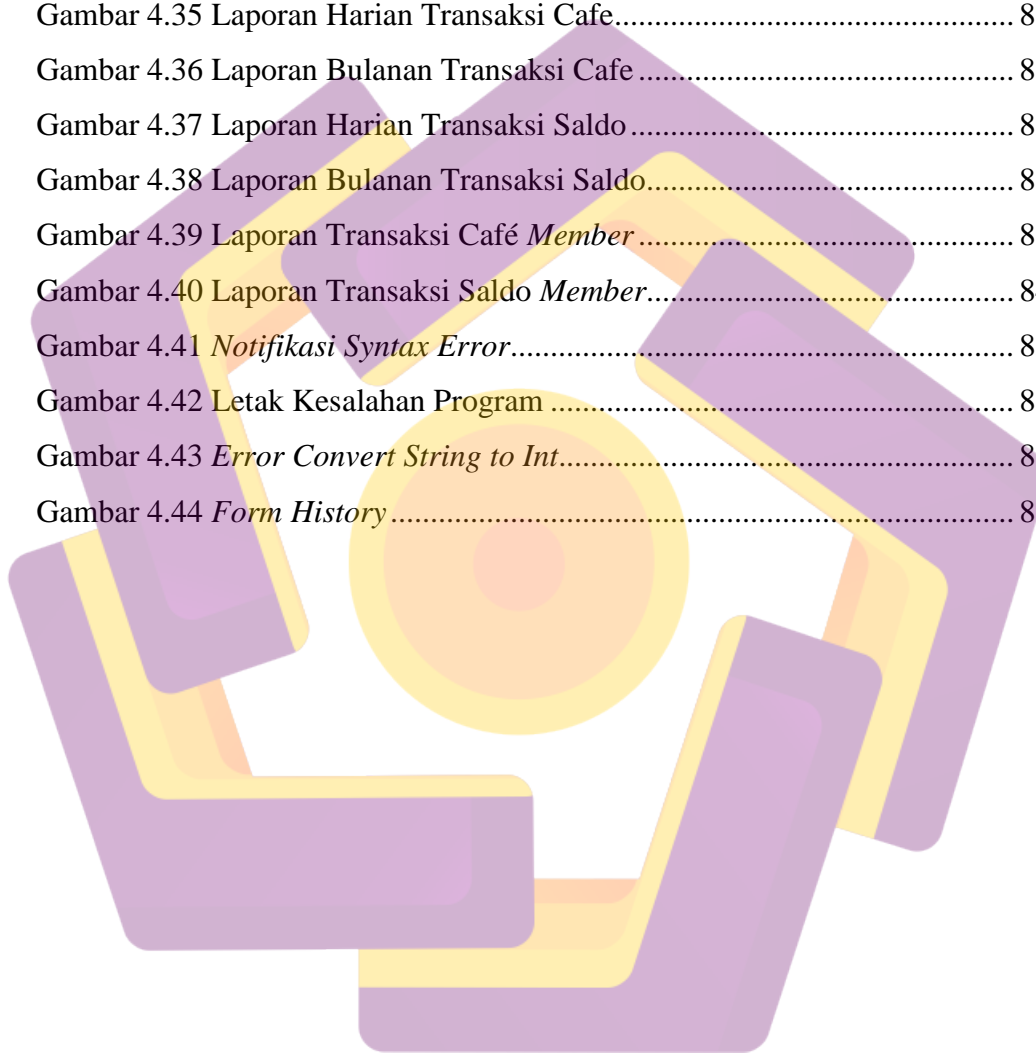 Gambar 4.35 Laporan Harian Transaksi Cafe........................................................ 8
Gambar 4.36 Laporan Bulanan Transaksi Cafe ..................................................... 8
Gambar 4.37 Laporan Harian Transaksi Saldo ...................................................... 8
Gambar 4.38 Laporan Bulanan Transaksi Saldo.................................................... 8
Gambar 4.39 Laporan Transaksi Café Member ..................................................... 8
Gambar 4.40 Laporan Transaksi Saldo Member.................................................... 8
Gambar 4.41 Notifikasi Syntax Error..................................................................... 8
Gambar 4.42 Letak Kesalahan Program ................................................................ 8
Gambar 4.43 Error Convert String to Int............................................................... 8
Gambar 4.44 Form History .................................................................................... 8